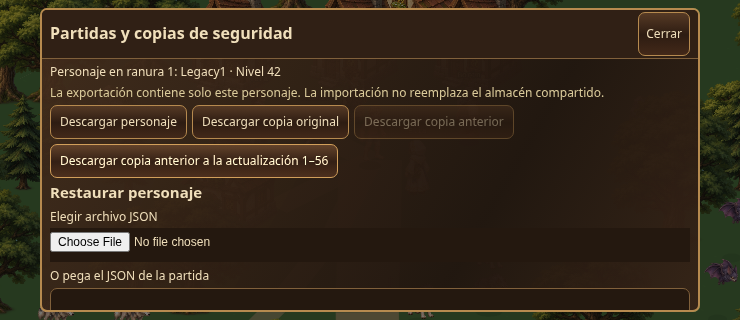 Partidas y copias de seguridad
Cerrar
Personaje en ranura 1: Legacy1 · Nivel 42
La exportación contiene solo este personaje. La importación no reemplaza el almacén compartido.
Descargar personaje
Descargar copia original
Descargar copia anterior
Descargar copia anterior a la actualización 1–56
Restaurar personaje
Elegir archivo JSON
Choose File No file chosen
O pega el JSON de la partida